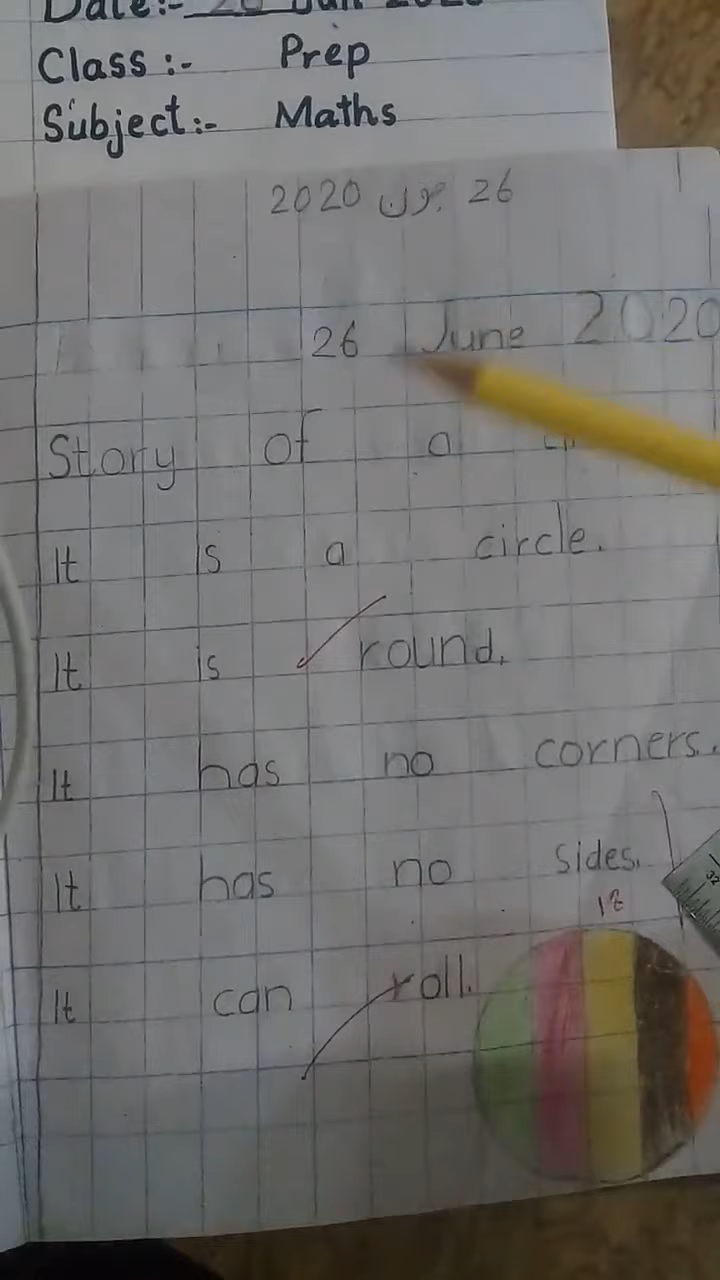 Date:-
Class:- Prep
Subject:- Maths
26 جون 2020
26 June 2020
Story of a
It is a circle.
It is round.
It has no corners.
It has no sides.
It can roll.